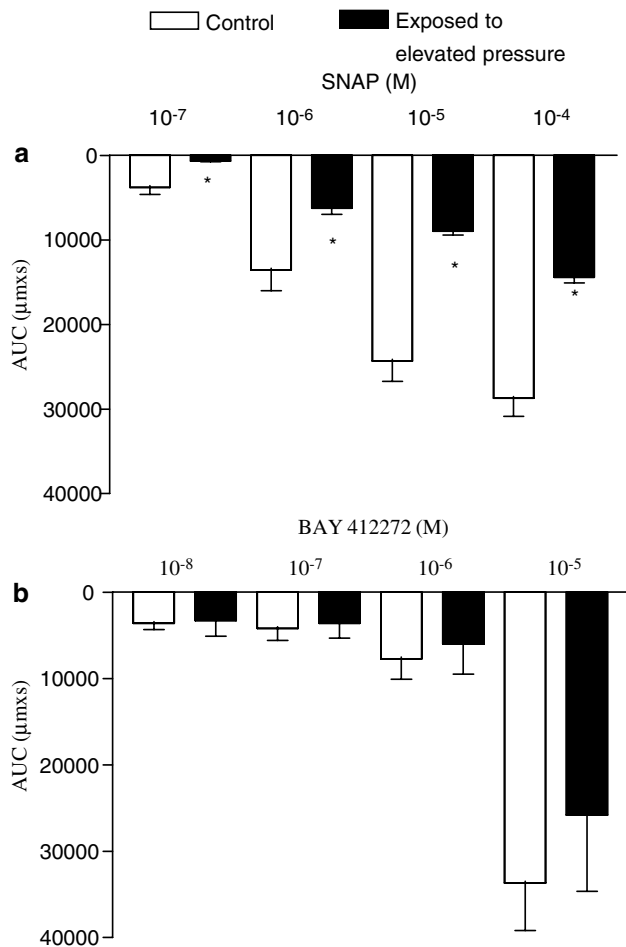 Control
Exposed to
elevated pressure
SNAP (M)
10-7 10-6 10-5 10-4
a
0
*
*
*
*
10000
20000
30000
40000
AUC (µmxs)
BAY 412272 (M)
10-8 10-7 10-6 10-5
b
0
10000
20000
30000
40000
AUC (µmxs)